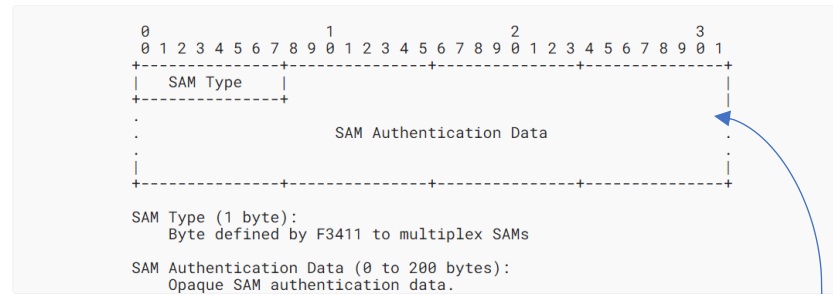 0                   1                   2                   3
0 1 2 3 4 5 6 7 8 9 0 1 2 3 4 5 6 7 8 9 0 1 2 3 4 5 6 7 8 9 0 1
+---------------+---------------+---------------+---------------+
|   SAM Type    |                                               |
+---------------+                                               |
.                                                               .
.                     SAM Authentication Data                   .
.                                                               .
|                                                               |
+---------------+---------------+---------------+---------------+
SAM Type (1 byte):
Byte defined by F3411 to multiplex SAMs
SAM Authentication Data (0 to 200 bytes):
Opaque SAM authentication data.